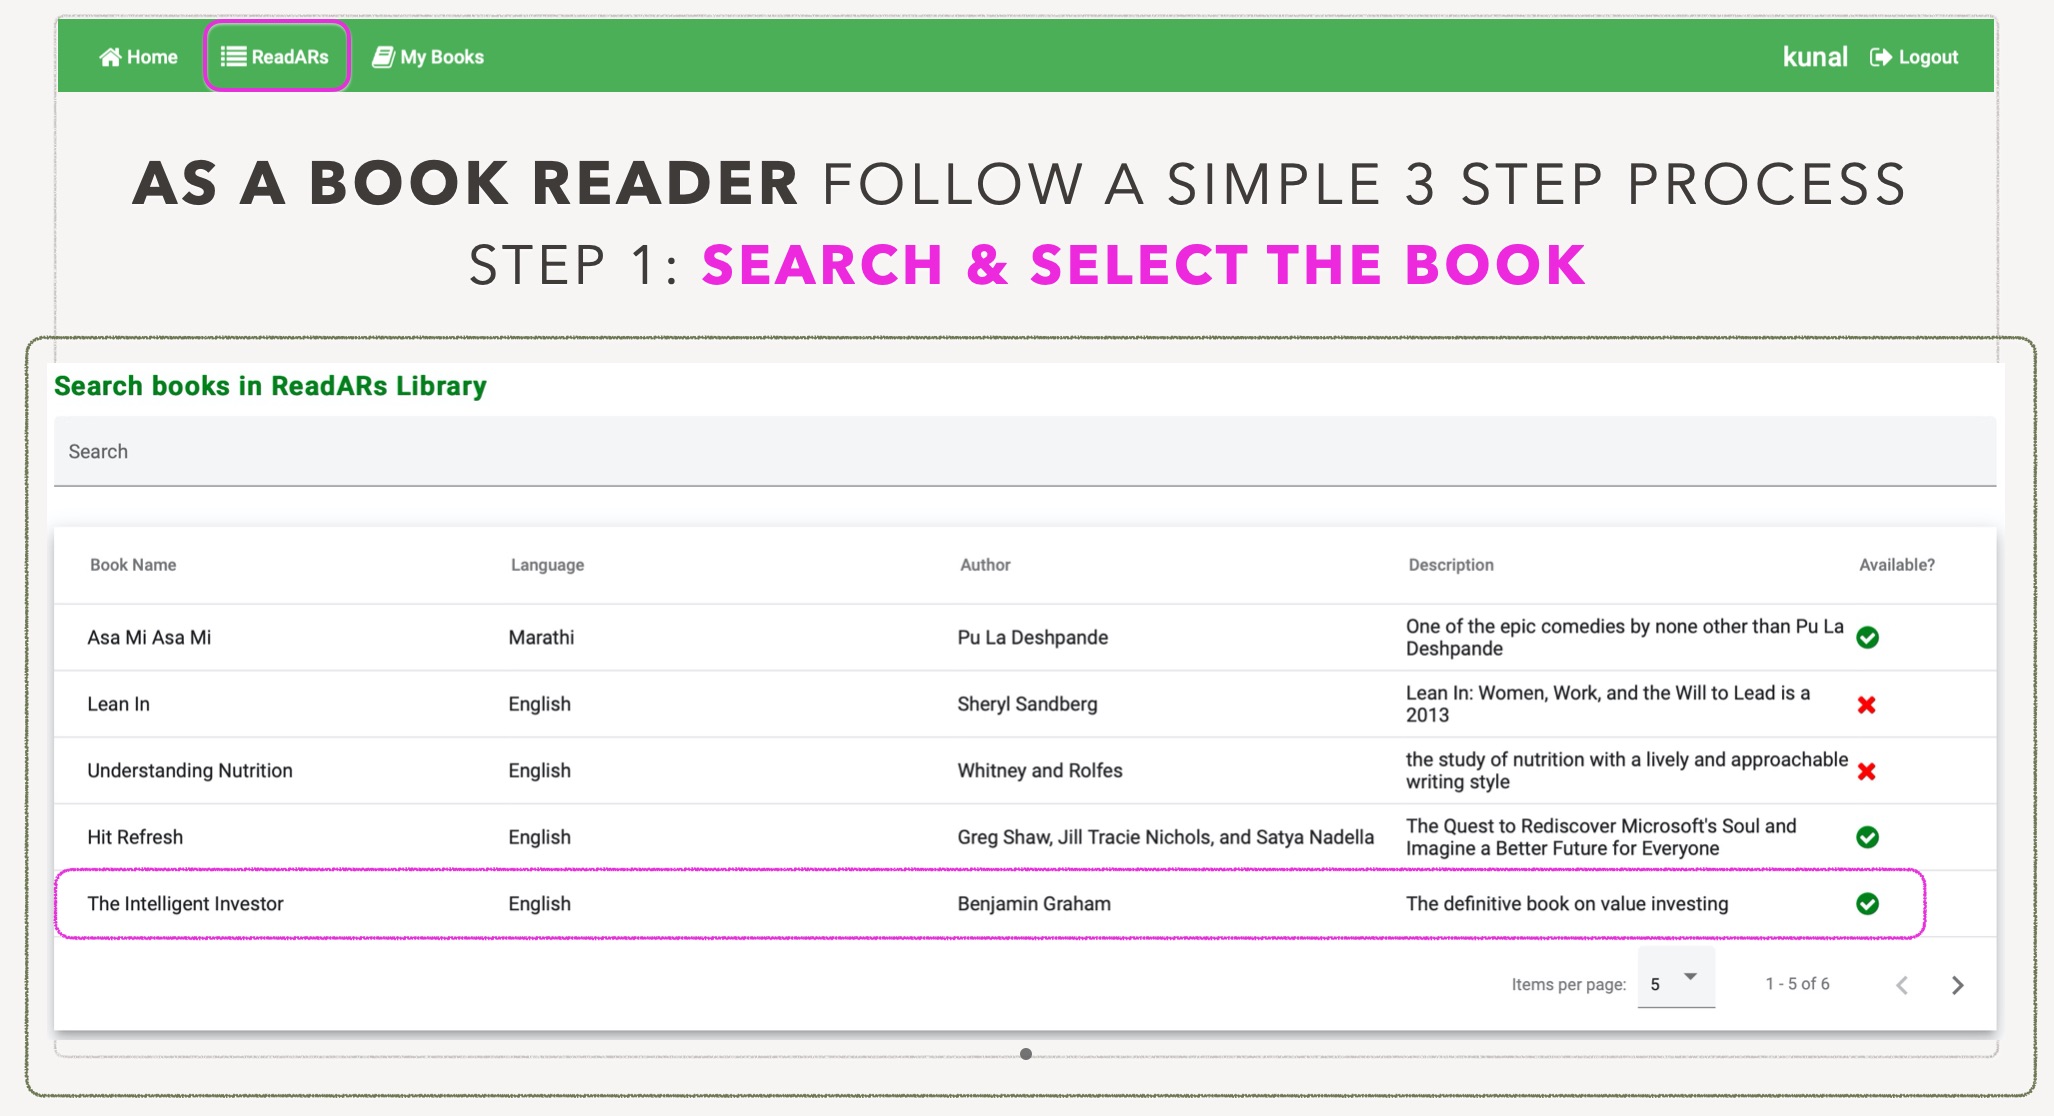 Home ReadARs My Books kunal Logout
AS A BOOK READER FOLLOW A SIMPLE 3 STEP PROCESS
STEP 1: SEARCH & SELECT THE BOOK
Search books in ReadARs Library
Search
Book Name Language Author Description Available?
Asa Mi Asa Mi Marathi Pu La Deshpande One of the epic comedies by none other than Pu La
Deshpande
Lean In English Sheryl Sandberg Lean In: Women, Work, and the Will to Lead is a
2013
Understanding Nutrition English Whitney and Rolfes the study of nutrition with a lively and approachable
writing style
Hit Refresh English Greg Shaw, Jill Tracie Nichols, and Satya Nadella The Quest to Rediscover Microsoft's Soul and
Imagine a Better Future for Everyone
The Intelligent Investor English Benjamin Graham The definitive book on value investing
Items per page: 5 1 - 5 of 6